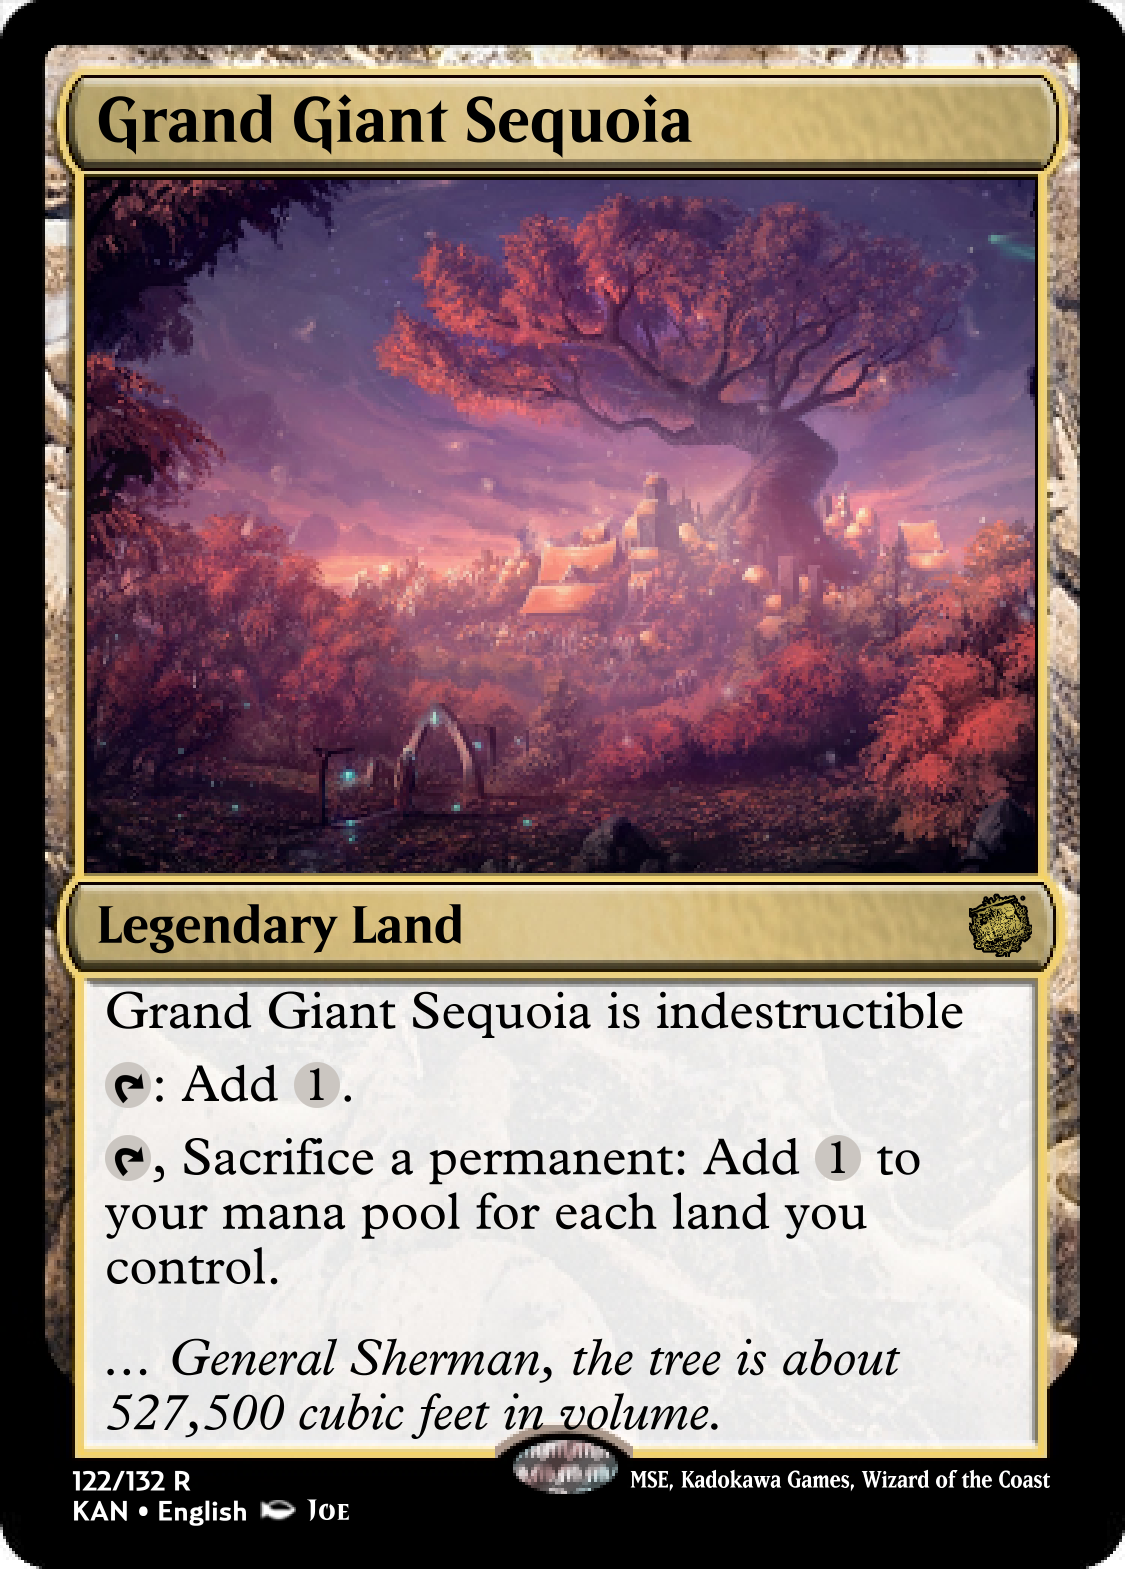 Grand Giant Sequoia
Legendary Land
Grand Giant Sequoia is indestructible
: Add 1.
, Sacrifice a permanent: Add 1 to
your mana pool for each land you
control.
... General Sherman, the tree is about
527,500 cubic feet in volume.
122/132 R
MSE, Kadokawa Games, Wizard of the Coast
KAN • English JOE